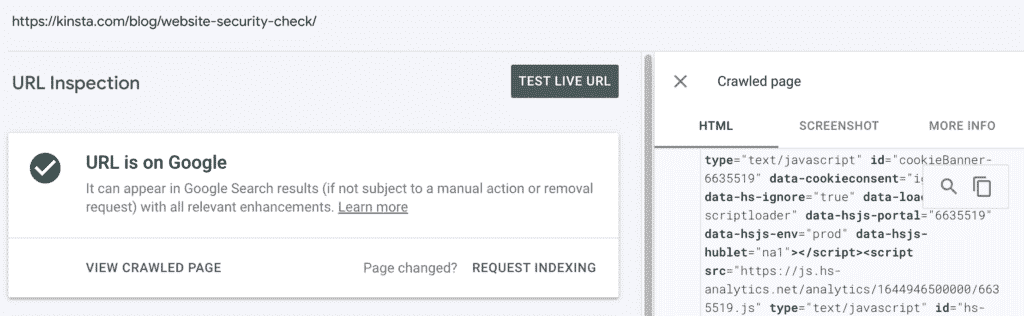 https://kinsta.com/blog/website-security-check/
URL Inspection
TEST LIVE URL
URL is on Google
It can appear in Google Search results (if not subject to a manual action or removal
request) with all relevant enhancements. Learn more
VIEW CRAWLED PAGE
Page changed?
REQUEST INDEXING
Crawled page
HTML
SCREENSHOT
MORE INFO
type="text/javascript" id="cookieBanner-
6635519" data-cookieconsent="i
data-hs-ignore="true" data-loa
scriptloader" data-hsjs-portal="6635519"
data-hsjs-env="prod" data-hsjs-
hublet="na1"></script><script
src="https://js.hs-
analytics.net/analytics/1644946500000/663
5519.js" type="text/javascript" id="hs-